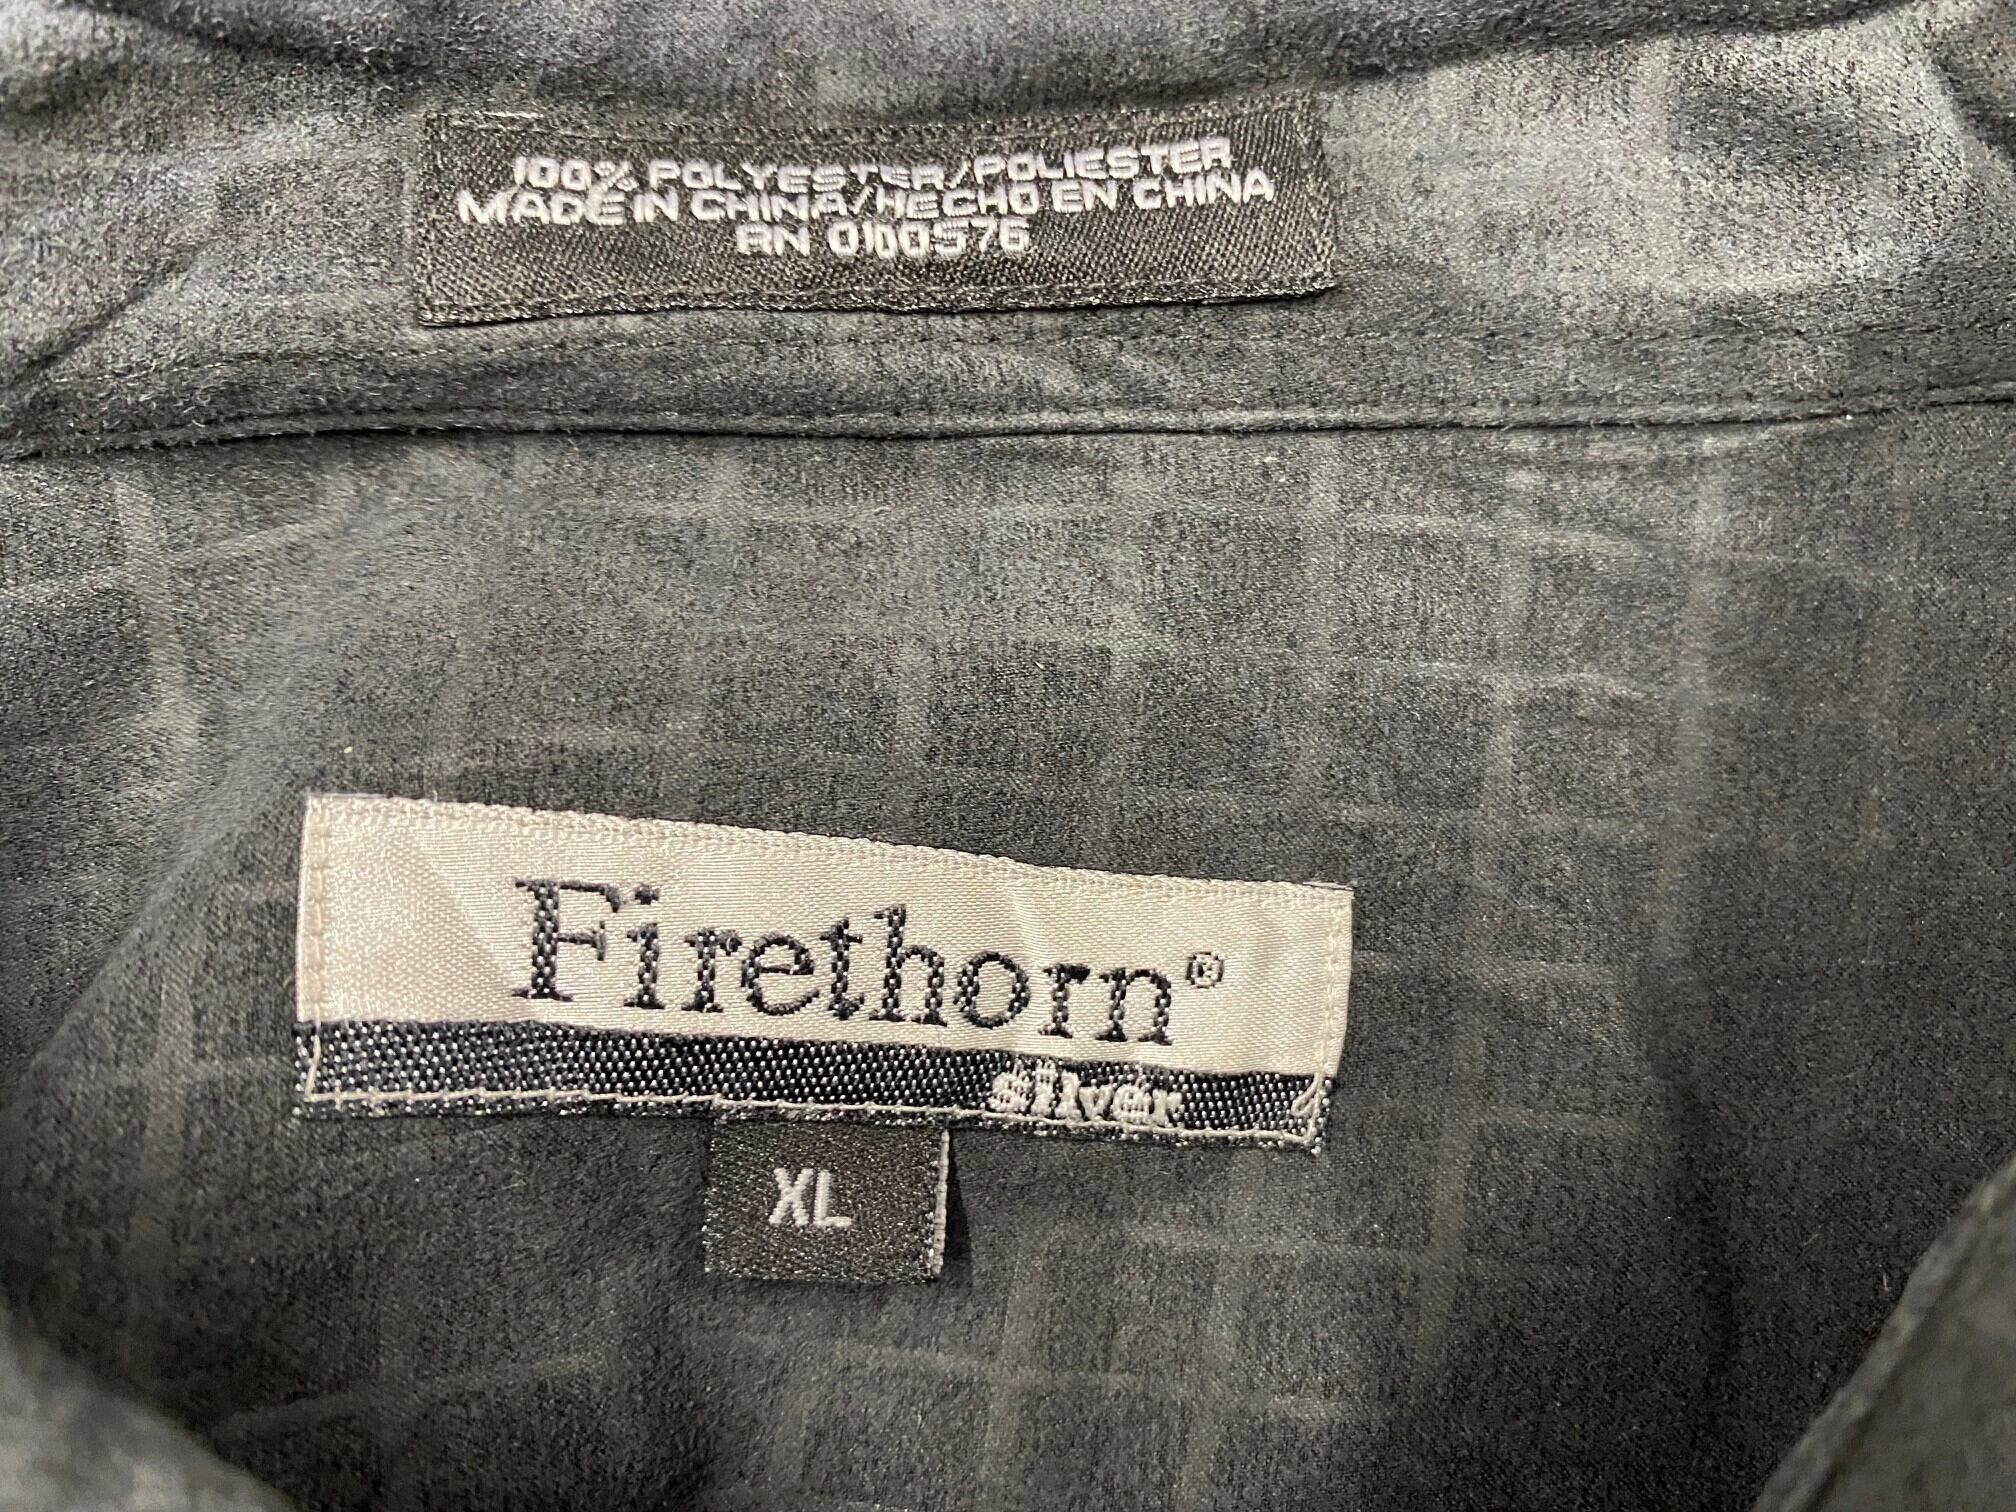 100% POLYESTER/POLIESTER
MADE IN CHINA/HECHO EN CHINA
RN 0100576
Firethorn®
silver
XL